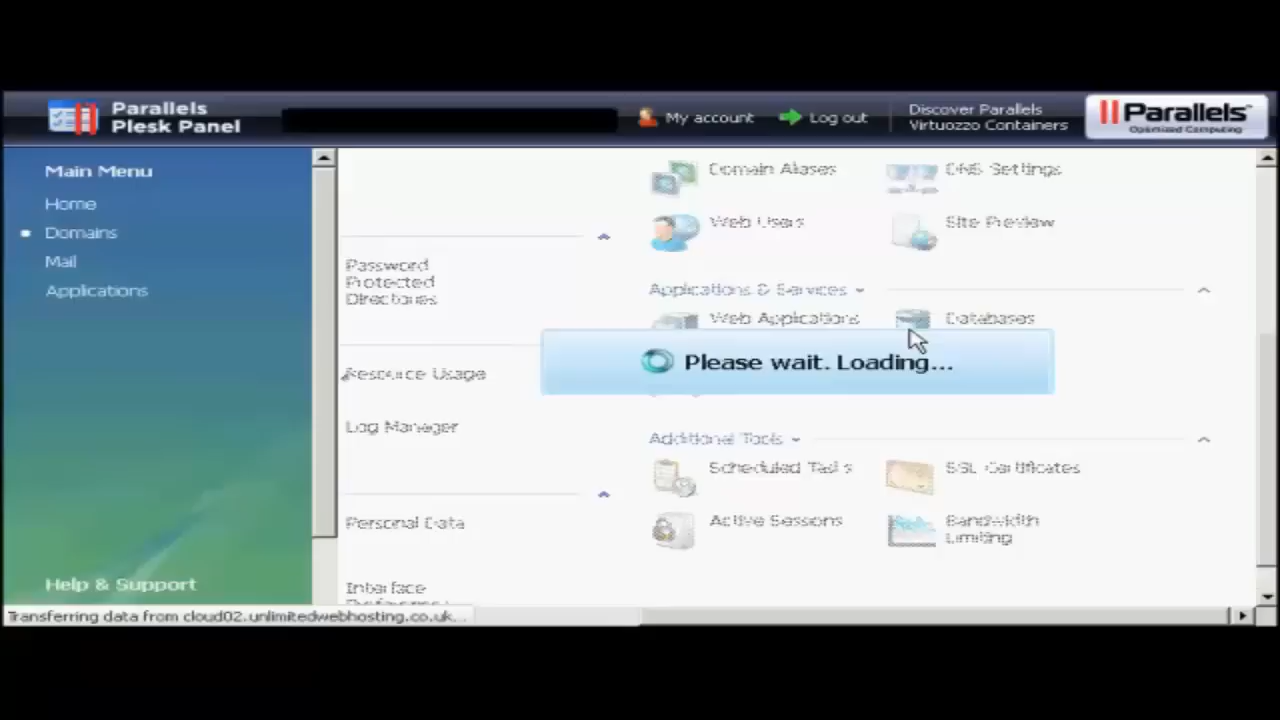 Parallels
Plesk Panel
My account
Log out
Discover Parallels
Virtuozzo Containers
Parallels™
Optimized Computing
Main Menu
Home
Domains
Mail
Applications
Help & Support
Domain Aliases
DNS Settings
Web Users
Site Preview
Password
Protected
Directories
Applications & Services
Web Applications
Databases
Please wait. Loading...
Resource Usage
Log Manager
Additional Tools
Scheduled Tasks
SSL Certificates
Personal Data
Active Sessions
Bandwidth
Limiting
Interface
Preferences
Transferring data from cloud02.unlimitedwebhosting.co.uk...